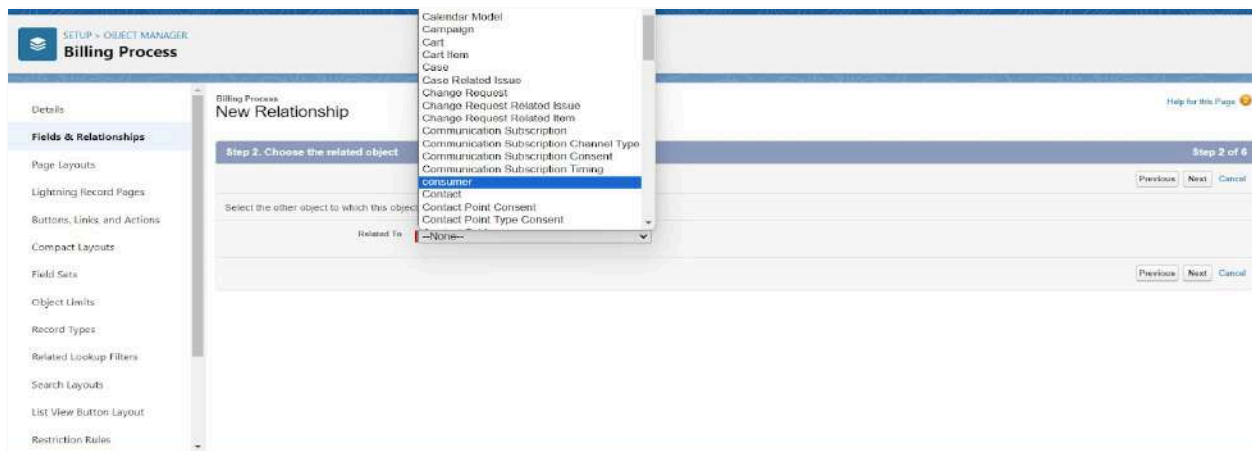 SETUP > OBJECT MANAGER
Billing Process
Details
Fields & Relationships
Page Layouts
Lightning Record Pages
Buttons, Links, and Actions
Compact Layouts
Field Sets
Object Limits
Record Types
Related Lookup Filters
Search Layouts
List View Button Layout
Restriction Rules
Billing Process
New Relationship
Help for this Page
Step 2. Choose the related object
Step 2 of 6
Previous Next Cancel
Select the other object to which this object
Related To
--None--
Calendar Model
Campaign
Cart
Cart Item
Case
Case Related Issue
Change Request
Change Request Related Issue
Change Request Related Item
Communication Subscription
Communication Subscription Channel Type
Communication Subscription Consent
Communication Subscription Timing
consumer
Contact
Contact Point Consent
Contact Point Type Consent
Previous Next Cancel